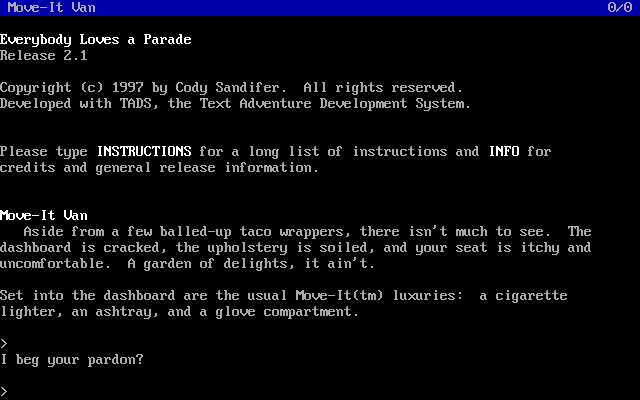 Move-It Van 0/0
Everybody Loves a Parade
Release 2.1
Copyright (c) 1997 by Cody Sandifer.  All rights reserved.
Developed with TADS, the Text Adventure Development System.
Please type INSTRUCTIONS for a long list of instructions and INFO for
credits and general release information.
Move-It Van
Aside from a few balled-up taco wrappers, there isn't much to see.  The
dashboard is cracked, the upholstery is soiled, and your seat is itchy and
uncomfortable.  A garden of delights, it ain't.
Set into the dashboard are the usual Move-It(tm) luxuries:  a cigarette
lighter, an ashtray, and a glove compartment.
>
I beg your pardon?
>